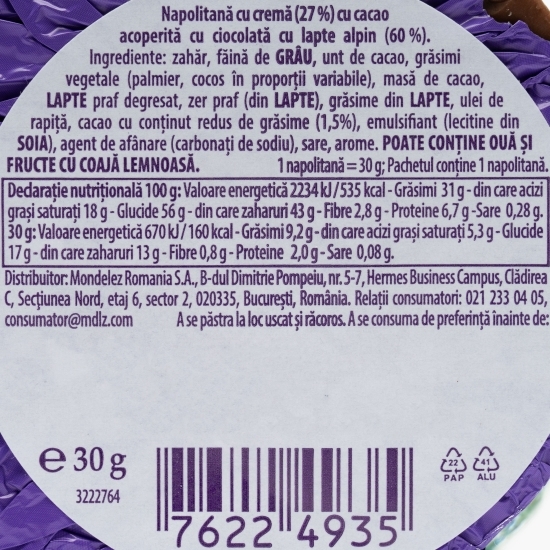 Napolitană cu cremă (27 %) cu cacao
acoperită cu ciocolată cu lapte alpin (60 %).
Ingrediente: zahăr, făină de GRÂU, unt de cacao, grăsimi
vegetale (palmier, cocos în proporții variabile), masă de cacao,
LAPTE praf degresat, zer praf (din LAPTE), grăsime din LAPTE, ulei de
rapiță, cacao cu conținut redus de grăsime (1,5%), emulsifiant (lecitine din
SOIA), agent de afânare (carbonați de sodiu), sare, arome. POATE CONȚINE OUĂ ȘI
FRUCTE CU COAJĂ LEMNOASĂ. 1 napolitană = 30 g; Pachetul conține 1 napolitană.
Declarație nutrițională 100 g: Valoare energetică 2234 kJ / 535 kcal - Grăsimi 31 g - din care acizi
grași saturați 18 g - Glucide 56 g - din care zaharuri 43 g - Fibre 2,8 g - Proteine 6,7 g -Sare 0,28 g.
30 g: Valoare energetică 670 kJ / 160 kcal - Grăsimi 9,2 g - din care acizi grași saturați 5,3 g - Glucide
17 g - din care zaharuri 13 g - Fibre 0,8 g - Proteine 2,0 g - Sare 0,08 g.
Distribuitor: Mondelez Romania S.A., B-dul Dimitrie Pompeiu, nr. 5-7, Hermes Business Campus, Clădirea
C, Secțiunea Nord, etaj 6, sector 2, 020335, București, România. Relații consumatori: 021 233 04 05,
consumator@mdlz.com A se păstra la loc uscat și răcoros. A se consuma de preferință înainte de:
e 30 g
3222764
22
PAP
41
ALU
7622 4935